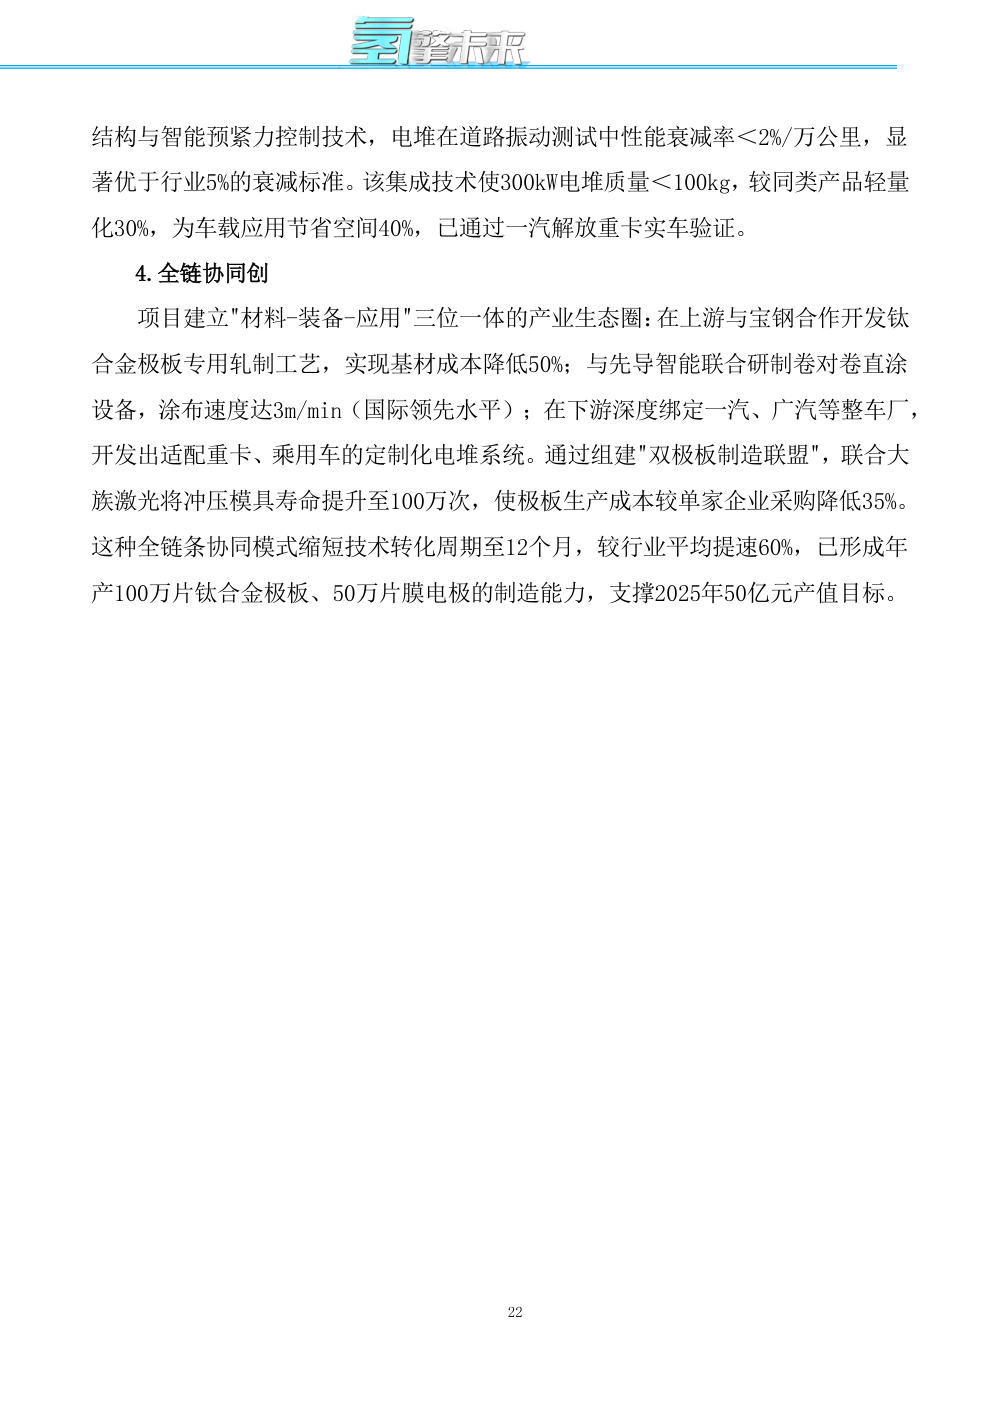 氢擎未来
结构与智能预紧力控制技术，电堆在道路振动测试中性能衰减率＜2%/万公里，显
著优于行业5%的衰减标准。该集成技术使300kW电堆质量＜100kg，较同类产品轻量
化30%，为车载应用节省空间40%，已通过一汽解放重卡实车验证。
4.全链协同创
项目建立"材料-装备-应用"三位一体的产业生态圈：在上游与宝钢合作开发钛
合金极板专用轧制工艺，实现基材成本降低50%；与先导智能联合研制卷对卷直涂
设备，涂布速度达3m/min（国际领先水平）；在下游深度绑定一汽、广汽等整车厂，
开发出适配重卡、乘用车的定制化电堆系统。通过组建"双极板制造联盟"，联合大
族激光将冲压模具寿命提升至100万次，使极板生产成本较单家企业采购降低35%。
这种全链条协同模式缩短技术转化周期至12个月，较行业平均提速60%，已形成年
产100万片钛合金极板、50万片膜电极的制造能力，支撑2025年50亿元产值目标。
22